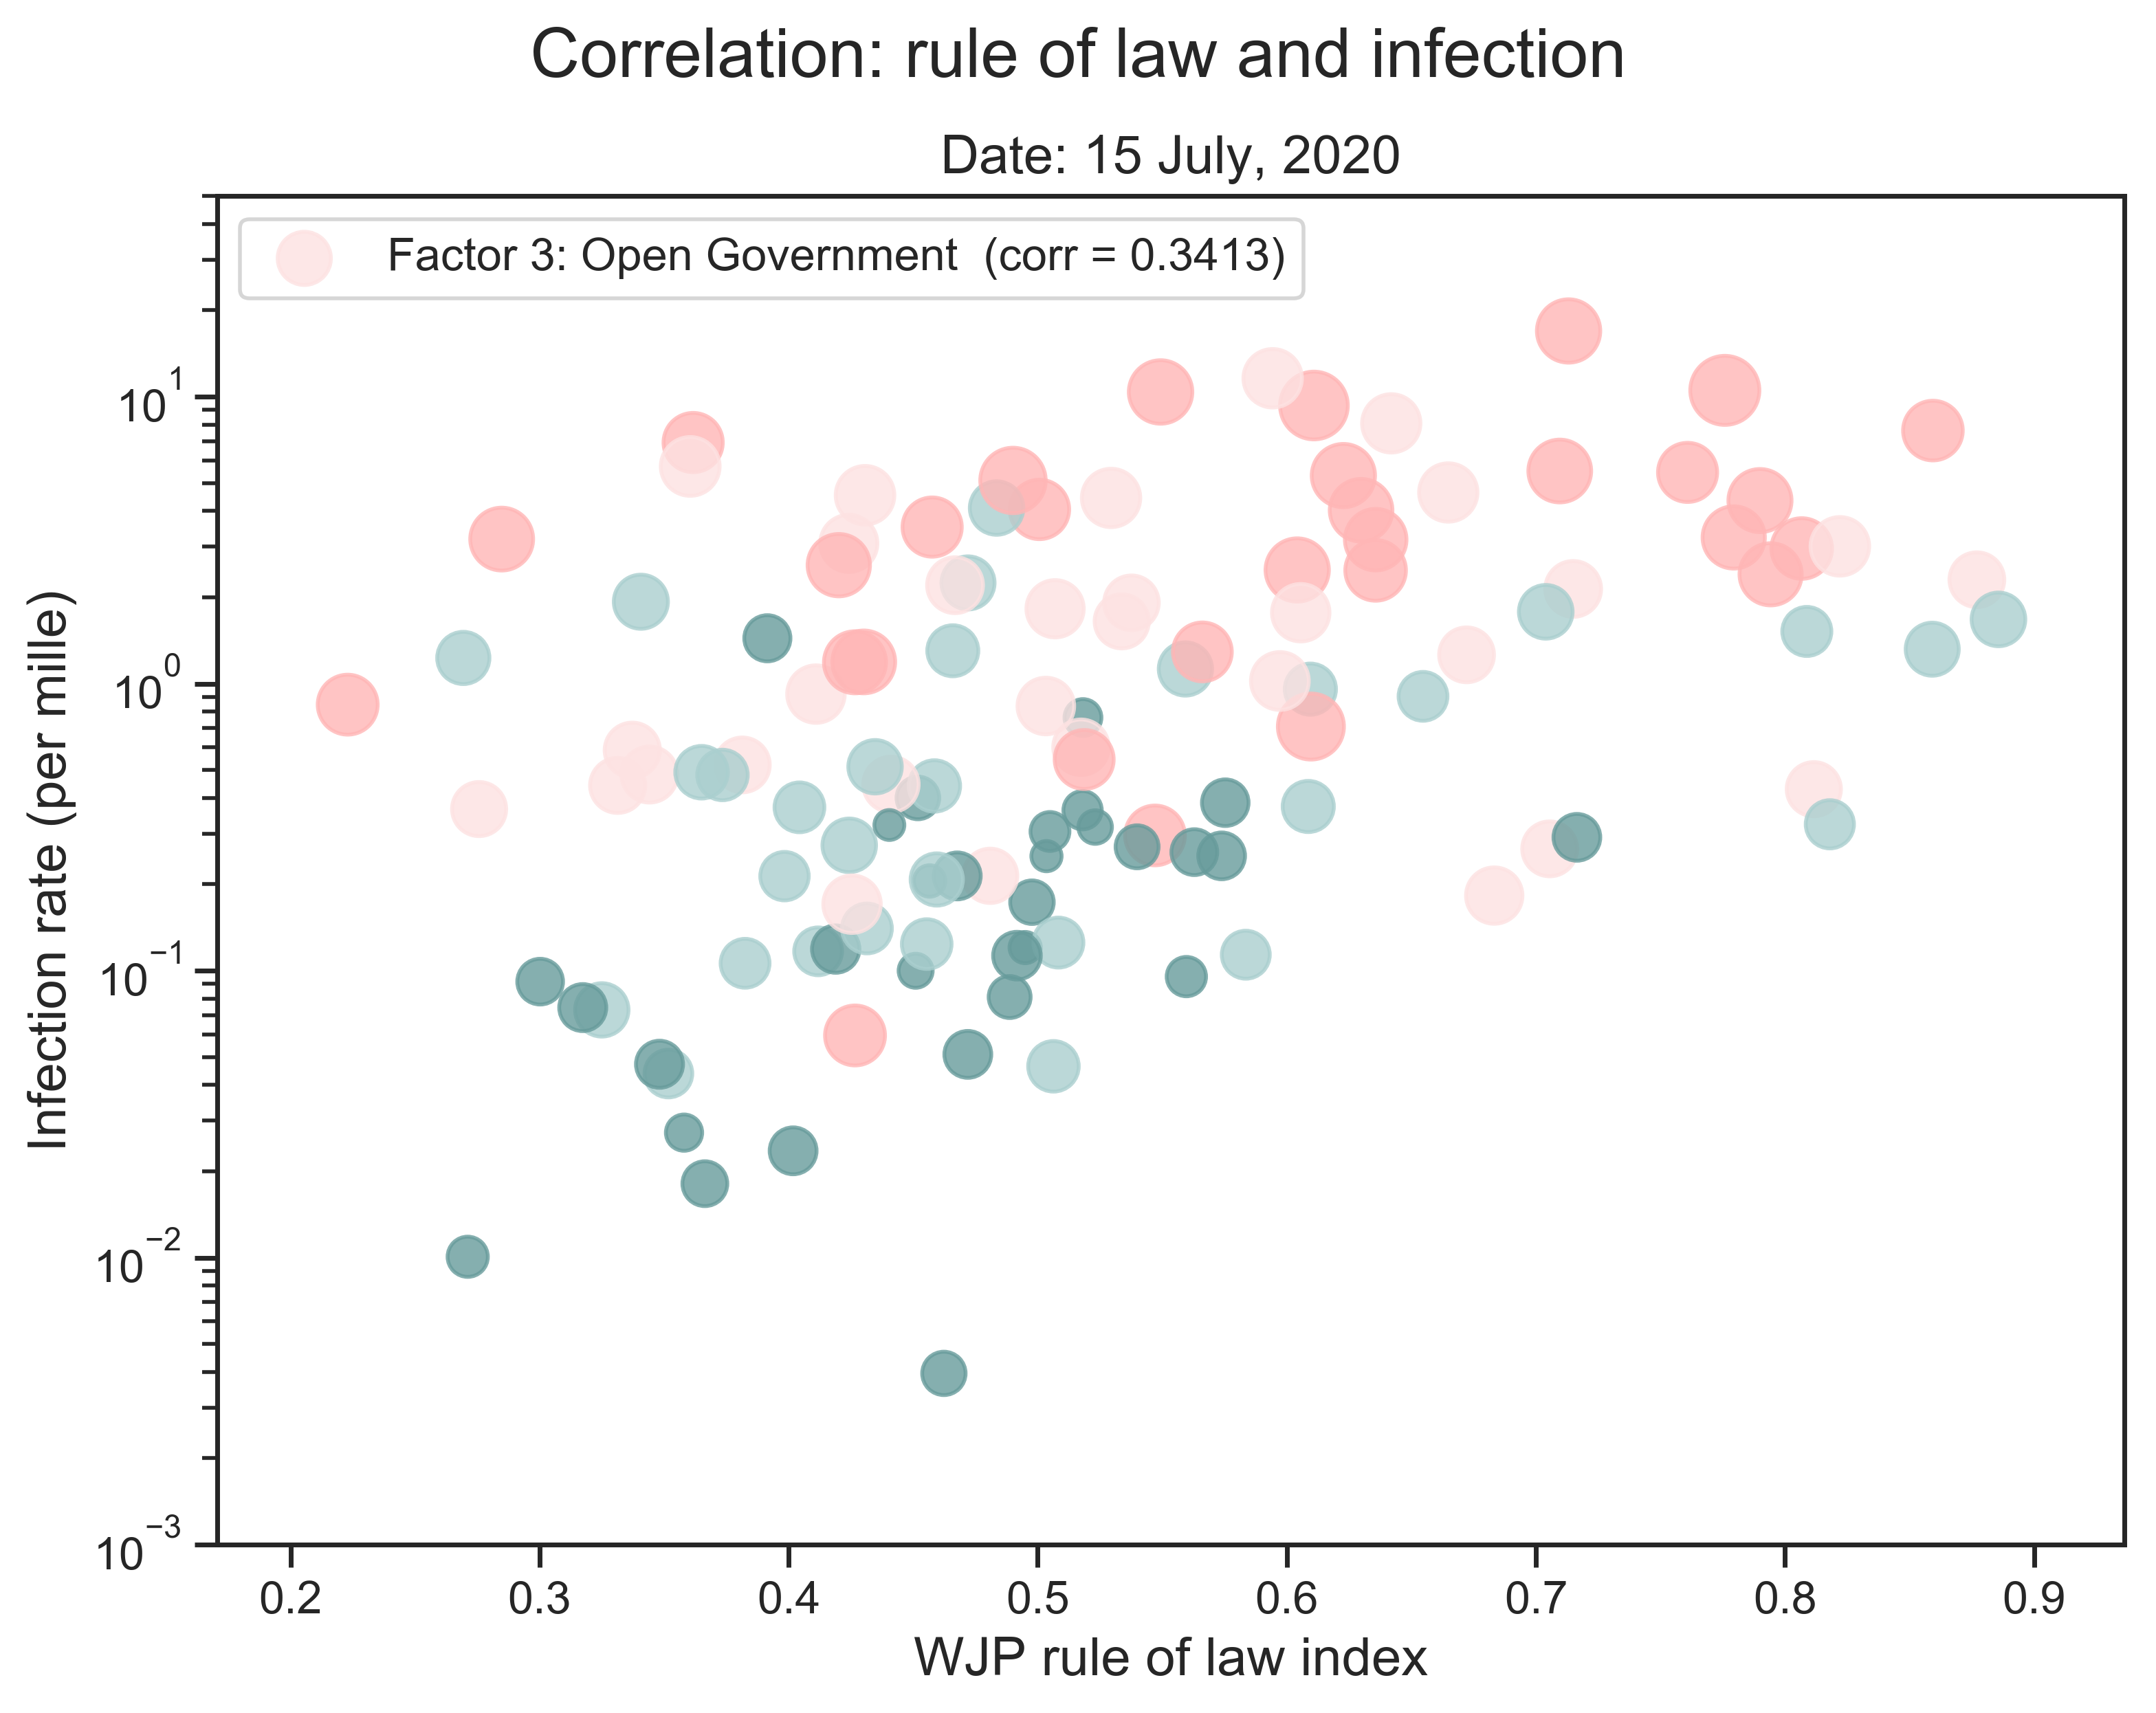 Correlation: rule of law and infection
Date: 15 July, 2020
Factor 3: Open Government (corr = 0.3413)
Infection rate (per mille)
10^1
10^0
10^−1
10^−2
10^−3
0.2 0.3 0.4 0.5 0.6 0.7 0.8 0.9
WJP rule of law index